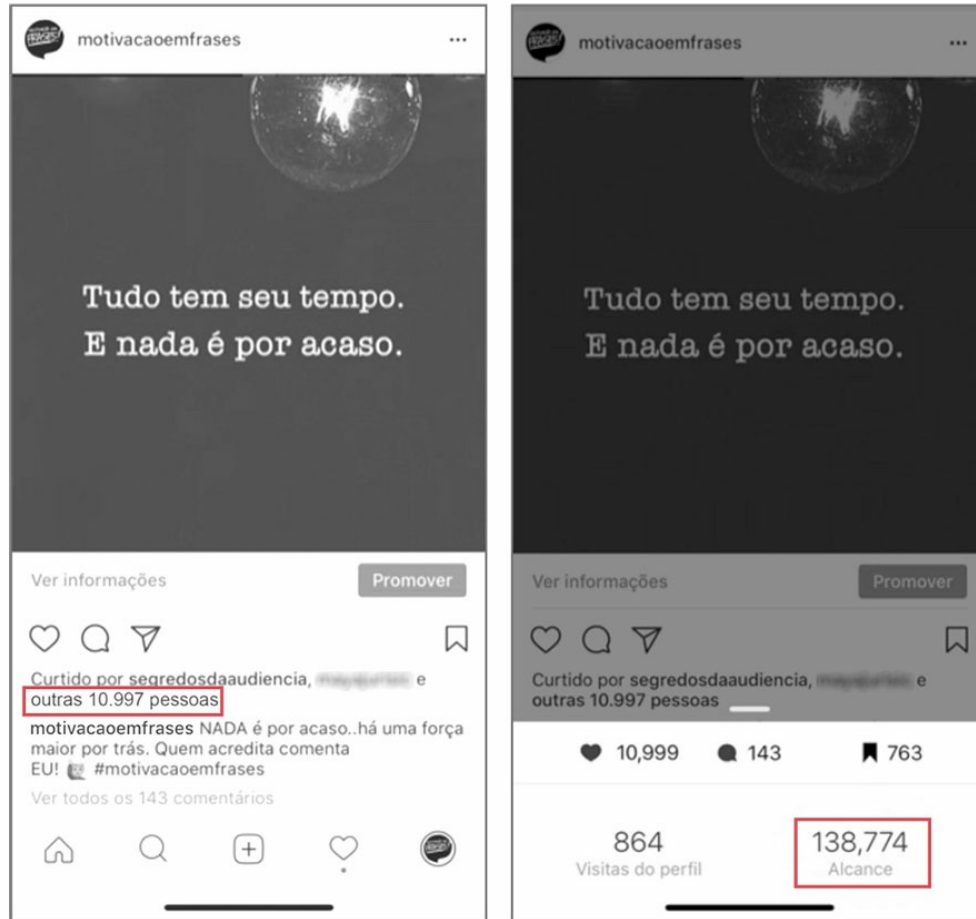 motivacaoemfrases
Tudo tem seu tempo.
E nada é por acaso.
Ver informações
Promover
Curtido por segredosdaaudiencia, e
outras 10.997 pessoas
motivacaoemfrases NADA é por acaso..há uma força
maior por trás. Quem acredita comenta
EU! #motivacaoemfrases
Ver todos os 143 comentários
motivacaoemfrases
Tudo tem seu tempo.
E nada é por acaso.
Ver informações
Promover
Curtido por segredosdaaudiencia, e
outras 10.997 pessoas
10,999 143 763
864 138,774
Visitas do perfil Alcance